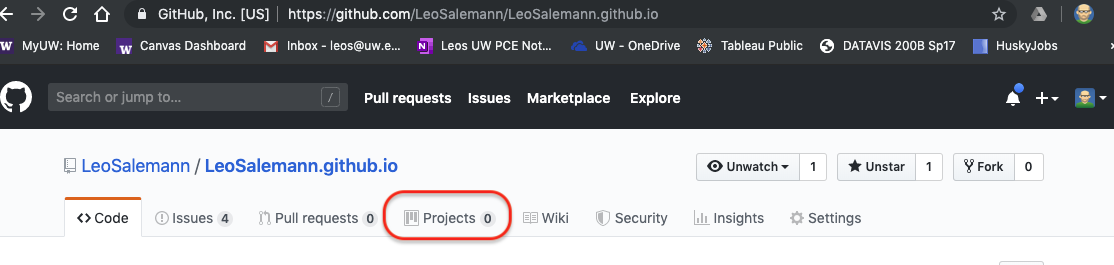 GitHub, Inc. [US] | https://github.com/LeoSalemann/LeoSalemann.github.io
MyUW: Home Canvas Dashboard Inbox - leos@uw.e... Leos UW PCE Not... UW - OneDrive Tableau Public DATAVIS 200B Sp17 HuskyJobs
Search or jump to... / Pull requests Issues Marketplace Explore
LeoSalemann / LeoSalemann.github.io Unwatch 1 Unstar 1 Fork 0
Code Issues 4 Pull requests 0 Projects 0 Wiki Security Insights Settings